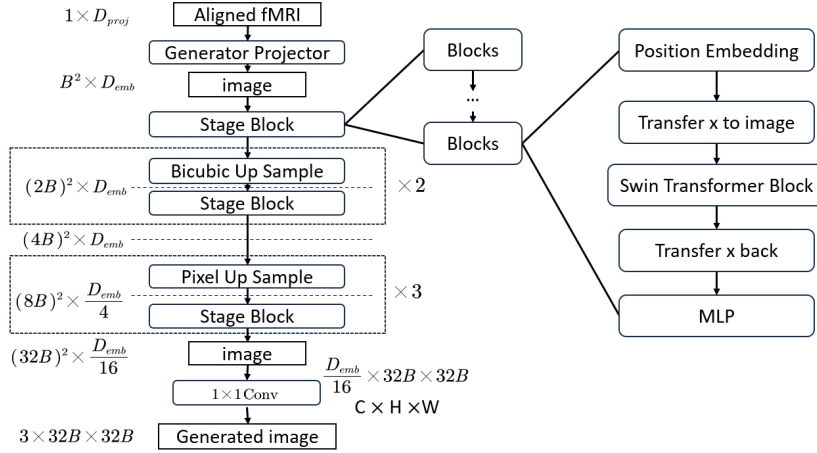 1 × D_proj
Aligned fMRI
Generator Projector
B² × D_emb
image
Stage Block
Bicubic Up Sample
(2B)² × D_emb
Stage Block
×2
(4B)² × D_emb
Pixel Up Sample
(8B)² × D_emb/4
Stage Block
×3
(32B)² × D_emb/16
image
D_emb/16 × 32B × 32B
1×1Conv
C × H ×W
3 × 32B × 32B
Generated image
Blocks
...
Blocks
Position Embedding
Transfer x to image
Swin Transformer Block
Transfer x back
MLP